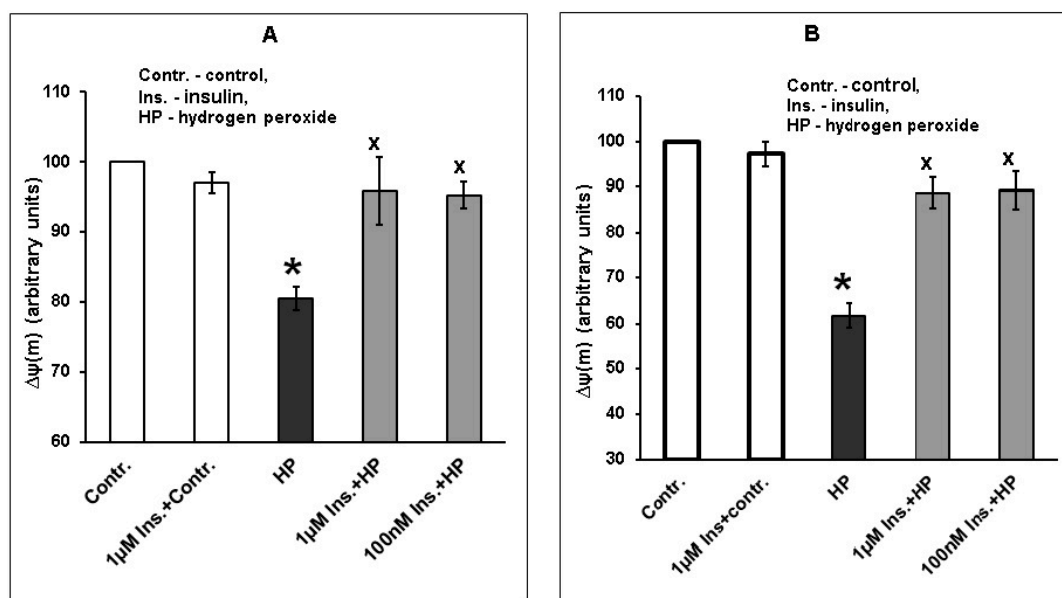 A
Contr. - control,
Ins. - insulin,
HP - hydrogen peroxide
Δψ(m) (arbitrary units)
110
100
90
80
70
60
*
x
x
Contr.
1µM Ins.+Contr.
HP
1µM Ins.+HP
100nM Ins.+HP
B
Contr. - control,
Ins. - insulin,
HP - hydrogen peroxide
Δψ(m) (arbitrary units)
110
100
90
80
70
60
50
40
30
*
x
x
Contr.
1µM Ins+contr.
HP
1µM Ins.+HP
100nM Ins.+HP